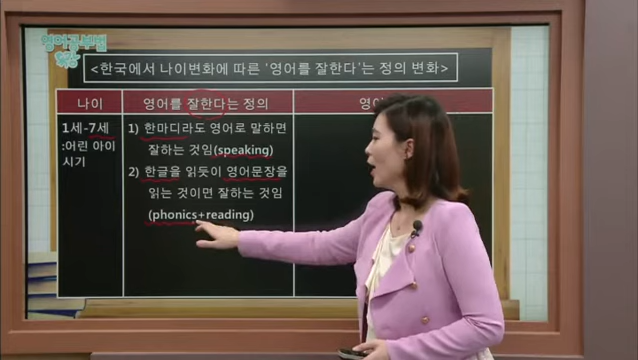 영어공부법
특강
<한국에서 나이변화에 따른 '영어를 잘한다'는 정의 변화>
나이
영어를 잘한다는 정의
영어
1세-7세
:어린 아이
시기
1) 한마디라도 영어로 말하면
잘하는 것임(speaking)
2) 한글을 읽듯이 영어문장을
읽는 것이면 잘하는 것임
(phonics+reading)